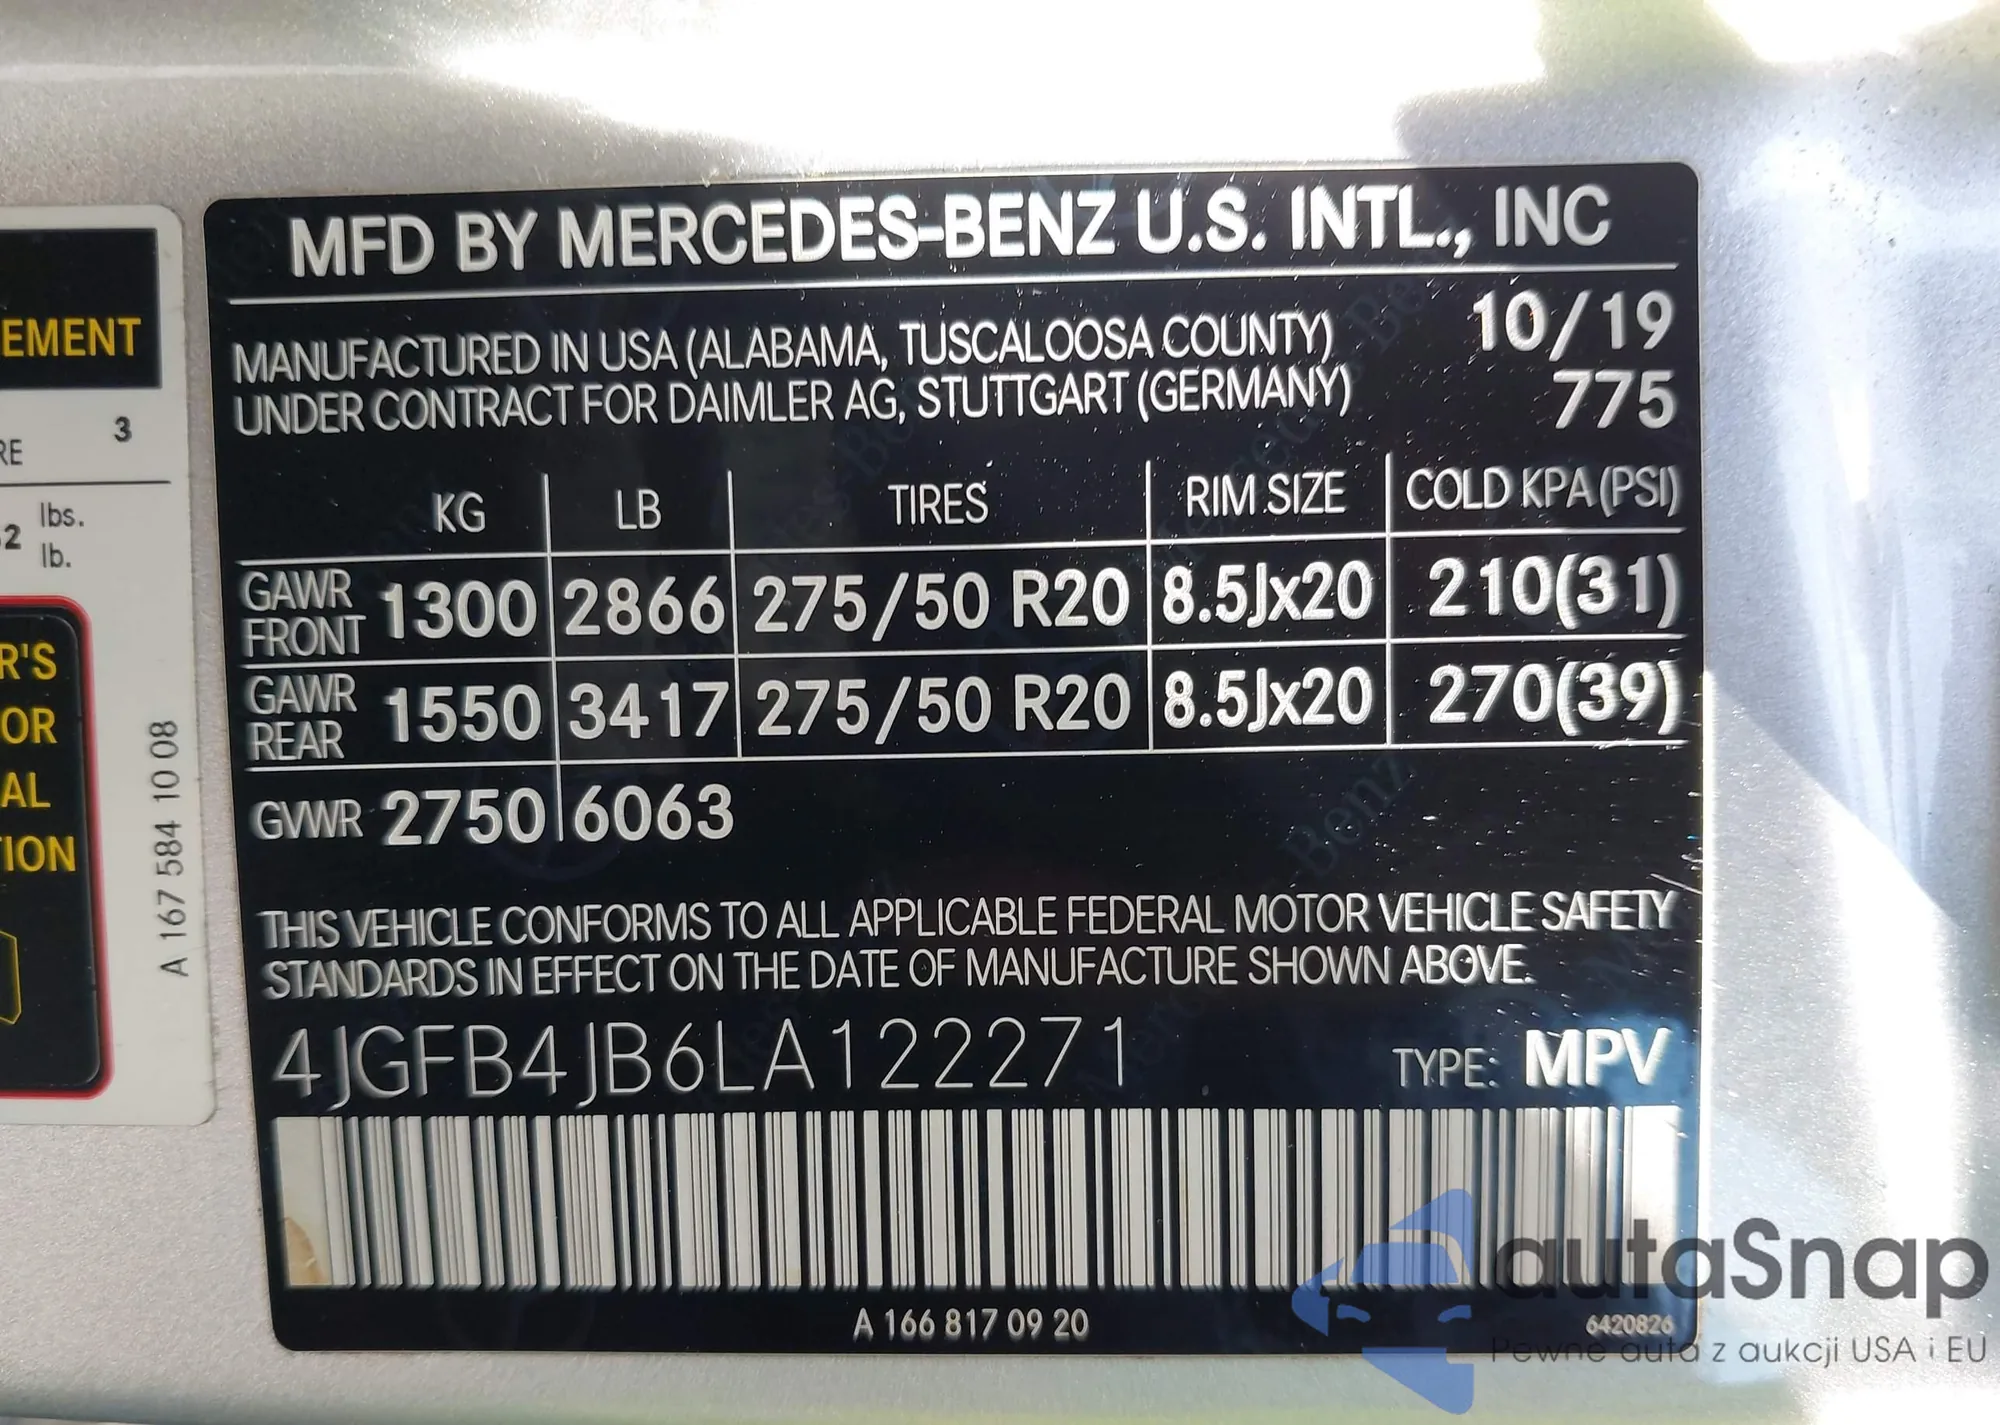 MFD BY MERCEDES-BENZ U.S. INTL., INC
MANUFACTURED IN USA (ALABAMA, TUSCALOOSA COUNTY) 10/19
UNDER CONTRACT FOR DAIMLER AG, STUTTGART (GERMANY) 775
KG LB TIRES RIM SIZE COLD KPA (PSI)
GAWR FRONT 1300 2866 275/50 R20 8.5Jx20 210(31)
GAWR REAR 1550 3417 275/50 R20 8.5Jx20 270(39)
GVWR 2750 6063
THIS VEHICLE CONFORMS TO ALL APPLICABLE FEDERAL MOTOR VEHICLE SAFETY
STANDARDS IN EFFECT ON THE DATE OF MANUFACTURE SHOWN ABOVE.
4JGFB4JB6LA122271 TYPE: MPV
A 166 817 09 20
6420826
EMENT
RE 3
2 lbs.
lb.
R'S
OR
AL
TION
A 167 584 10 08
autaSnap
Pewne auta z aukcji USA i EU